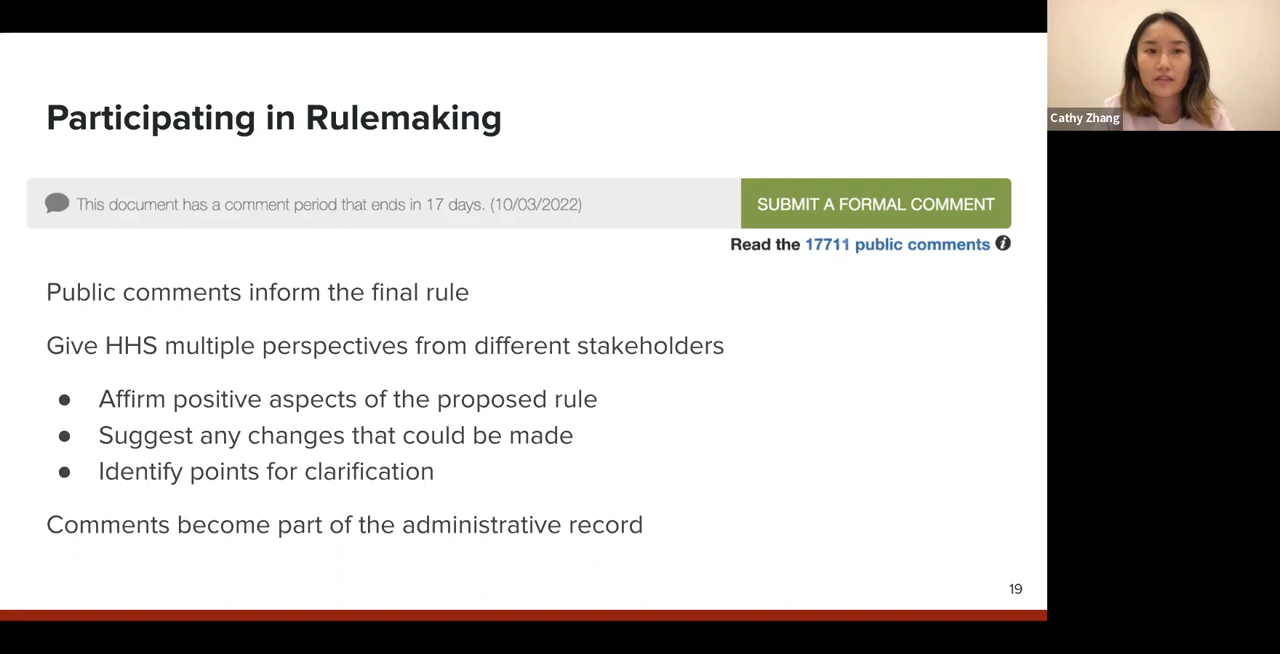 Participating in Rulemaking
This document has a comment period that ends in 17 days. (10/03/2022)
SUBMIT A FORMAL COMMENT
Read the 17711 public comments i
Public comments inform the final rule
Give HHS multiple perspectives from different stakeholders
● Affirm positive aspects of the proposed rule
● Suggest any changes that could be made
● Identify points for clarification
Comments become part of the administrative record
19
Cathy Zhang